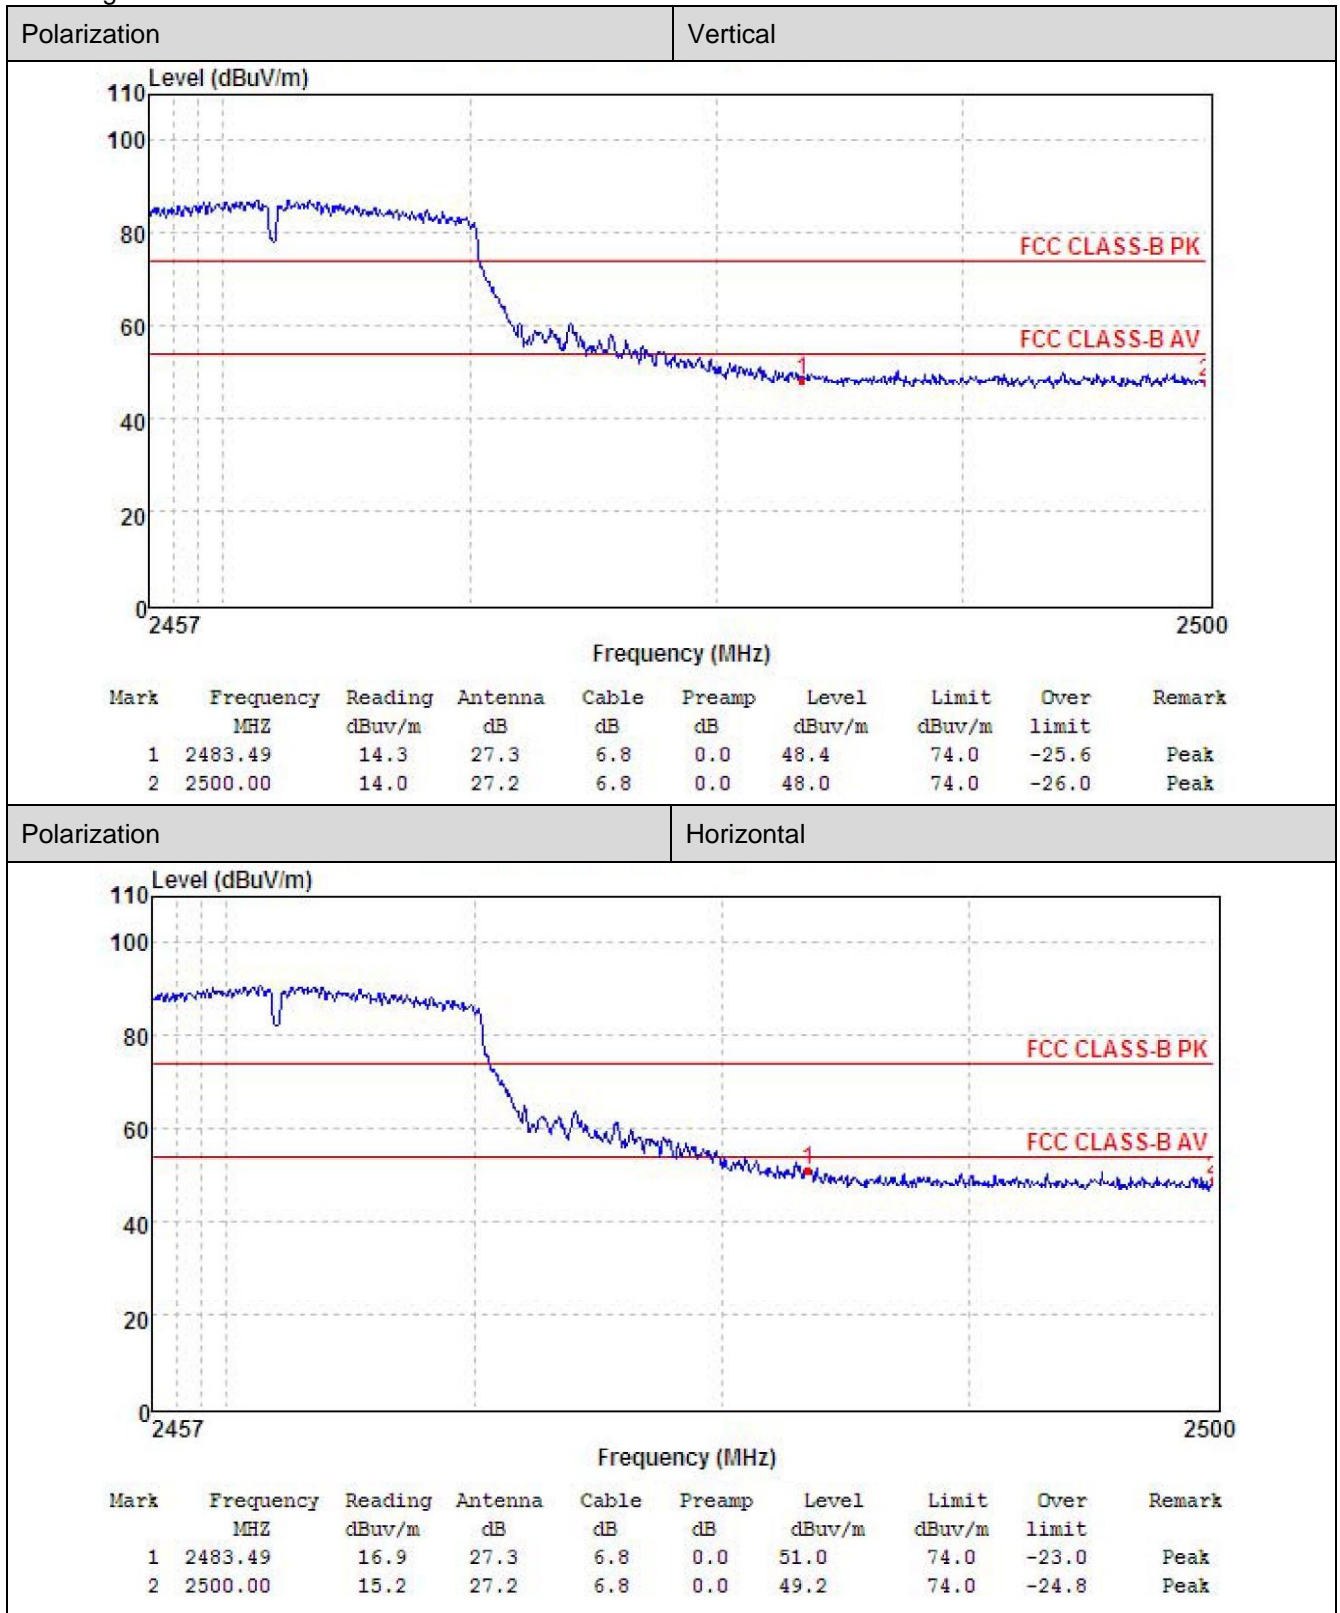 Polarization Vertical
Level (dBuV/m)
110
100
80
FCC CLASS-B PK
60
FCC CLASS-B AV
1
2
40
20
0
2457 2500
Frequency (MHz)
Mark Frequency Reading Antenna Cable Preamp Level Limit Over Remark
MHZ dBuv/m dB dB dB dBuv/m dBuv/m limit
1 2483.49 14.3 27.3 6.8 0.0 48.4 74.0 -25.6 Peak
2 2500.00 14.0 27.2 6.8 0.0 48.0 74.0 -26.0 Peak
Polarization Horizontal
Level (dBuV/m)
110
100
80
FCC CLASS-B PK
60
FCC CLASS-B AV
1
2
40
20
0
2457 2500
Frequency (MHz)
Mark Frequency Reading Antenna Cable Preamp Level Limit Over Remark
MHZ dBuv/m dB dB dB dBuv/m dBuv/m limit
1 2483.49 16.9 27.3 6.8 0.0 51.0 74.0 -23.0 Peak
2 2500.00 15.2 27.2 6.8 0.0 49.2 74.0 -24.8 Peak